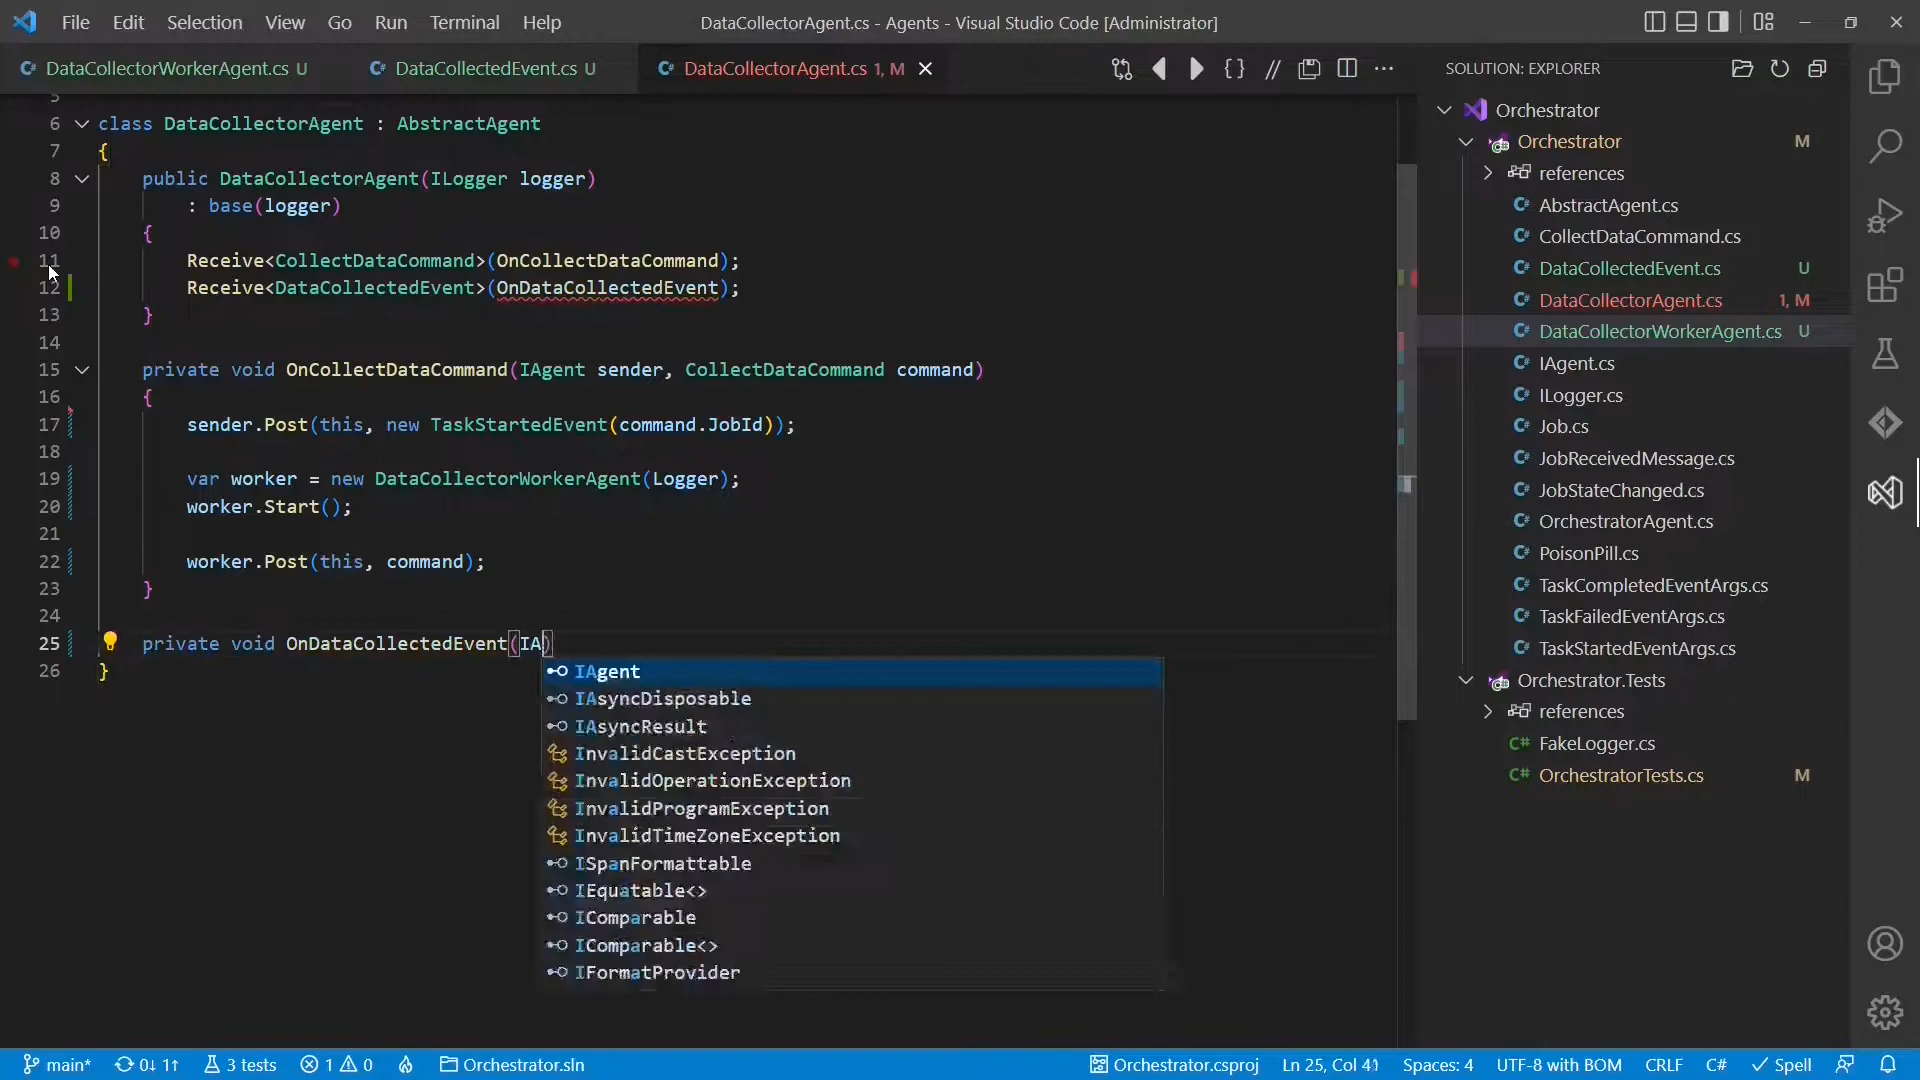 File Edit Selection View Go Run Terminal Help
DataCollectorAgent.cs - Agents - Visual Studio Code [Administrator]
DataCollectorWorkerAgent.cs U
DataCollectedEvent.cs U
DataCollectorAgent.cs 1, M
5
6 class DataCollectorAgent : AbstractAgent
7 {
8 public DataCollectorAgent(ILogger logger)
9 : base(logger)
10 {
11 Receive<CollectDataCommand>(OnCollectDataCommand);
12 Receive<DataCollectedEvent>(OnDataCollectedEvent);
13 }
14
15 private void OnCollectDataCommand(IAgent sender, CollectDataCommand command)
16 {
17 sender.Post(this, new TaskStartedEvent(command.JobId));
18
19 var worker = new DataCollectorWorkerAgent(Logger);
20 worker.Start();
21
22 worker.Post(this, command);
23 }
24
25 private void OnDataCollectedEvent(IA)
26 }
IAgent
IAsyncDisposable
IAsyncResult
InvalidCastException
InvalidOperationException
InvalidProgramException
InvalidTimeZoneException
ISpanFormattable
IEquatable<>
IComparable
IComparable<>
IFormatProvider
SOLUTION: EXPLORER
Orchestrator
Orchestrator M
references
AbstractAgent.cs
CollectDataCommand.cs
DataCollectedEvent.cs U
DataCollectorAgent.cs 1, M
DataCollectorWorkerAgent.cs U
IAgent.cs
ILogger.cs
Job.cs
JobReceivedMessage.cs
JobStateChanged.cs
OrchestratorAgent.cs
PoisonPill.cs
TaskCompletedEventArgs.cs
TaskFailedEventArgs.cs
TaskStartedEventArgs.cs
Orchestrator.Tests
references
FakeLogger.cs
OrchestratorTests.cs M
main* 0↓ 1↑ 3 tests 1 0 Orchestrator.sln
Orchestrator.csproj Ln 25, Col 41 Spaces: 4 UTF-8 with BOM CRLF C# Spell